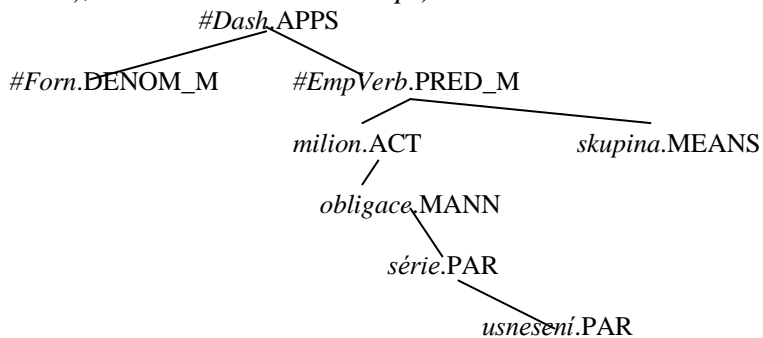 #Dash.APPS
#Forn.DENOM_M #EmpVerb.PRED_M
milion.ACT skupina.MEANS
obligace.MANN
série.PAR
usnesení.PAR